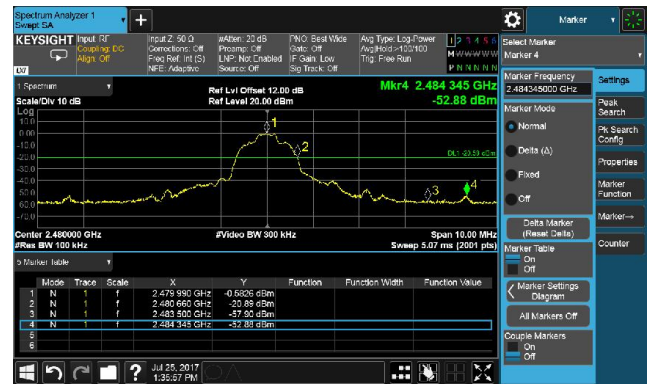 Spectrum Analyzer 1
Swept SA
Marker
KEYSIGHT Input: RF
Coupling: DC
Align: Off
LXI
Input Z: 50 Ω
Corrections: Off
Freq Ref: Int (S)
NFE: Adaptive
#Atten: 20 dB
Preamp: Off
LNP: Not Enabled
Source: Off
PNO: Best Wide
Gate: Off
IF Gain: Low
Sig Track: Off
Avg Type: Log-Power
Avg|Hold:>100/100
Trig: Free Run
1 2 3 4 5 6
M W W W W W
P N N N N N
Select Marker
Marker 4
1 Spectrum
Scale/Div 10 dB
Log
Ref Lvl Offset 12.00 dB
Ref Level 20.00 dBm
Mkr4 2.484 345 GHz
-52.88 dBm
10.0
0.00
-10.0
-20.0
-30.0
-40.0
-50.0
-60.0
-70.0
1
2
3
4
Center 2.480000 GHz
#Res BW 100 kHz
#Video BW 300 kHz
Span 10.00 MHz
Sweep 5.07 ms (2001 pts)
5 Marker Table
Mode Trace Scale X Y Function Function Width Function Value
1 N 1 f 2.479 990 GHz -0.5826 dBm
2 N 1 f 2.480 660 GHz -20.89 dBm
3 N 1 f 2.483 500 GHz -57.90 dBm
4 N 1 f 2.484 345 GHz -52.88 dBm
5
6
Jul 25, 2017
1:35:57 PM
Marker Frequency
2.484345000 GHz
Marker Mode
Normal
Delta (Δ)
Fixed
Off
Delta Marker
(Reset Delta)
Marker Table
On
Off
Marker Settings
Diagram
All Markers Off
Couple Markers
On
Off
Settings
Peak
Search
Pk Search
Config
Properties
Marker
Function
Marker→
Counter